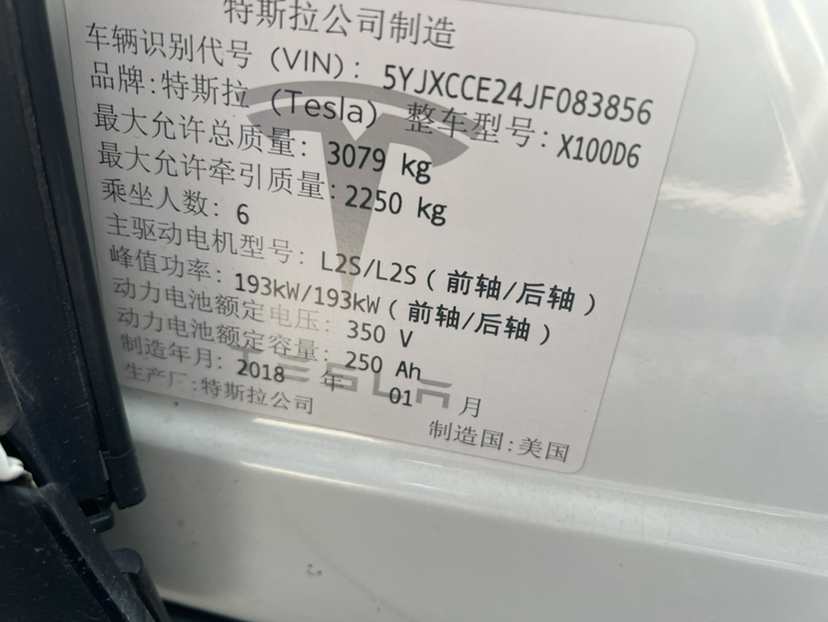 特斯拉公司制造
车辆识别代号（VIN）：5YJXCCE24JF083856
品牌:特斯拉（Tesla） 整车型号：X100D6
最大允许总质量：3079 kg
最大允许牵引质量:2250 kg
乘坐人数：6
主驱动电机型号：L2S/L2S（前轴/后轴）
峰值功率：193kW/193kW（前轴/后轴）
动力电池额定电压：350 V
动力电池额定容量：250 Ah
制造年月：2018 年 01 月
TESLA
生产厂:特斯拉公司 制造国:美国